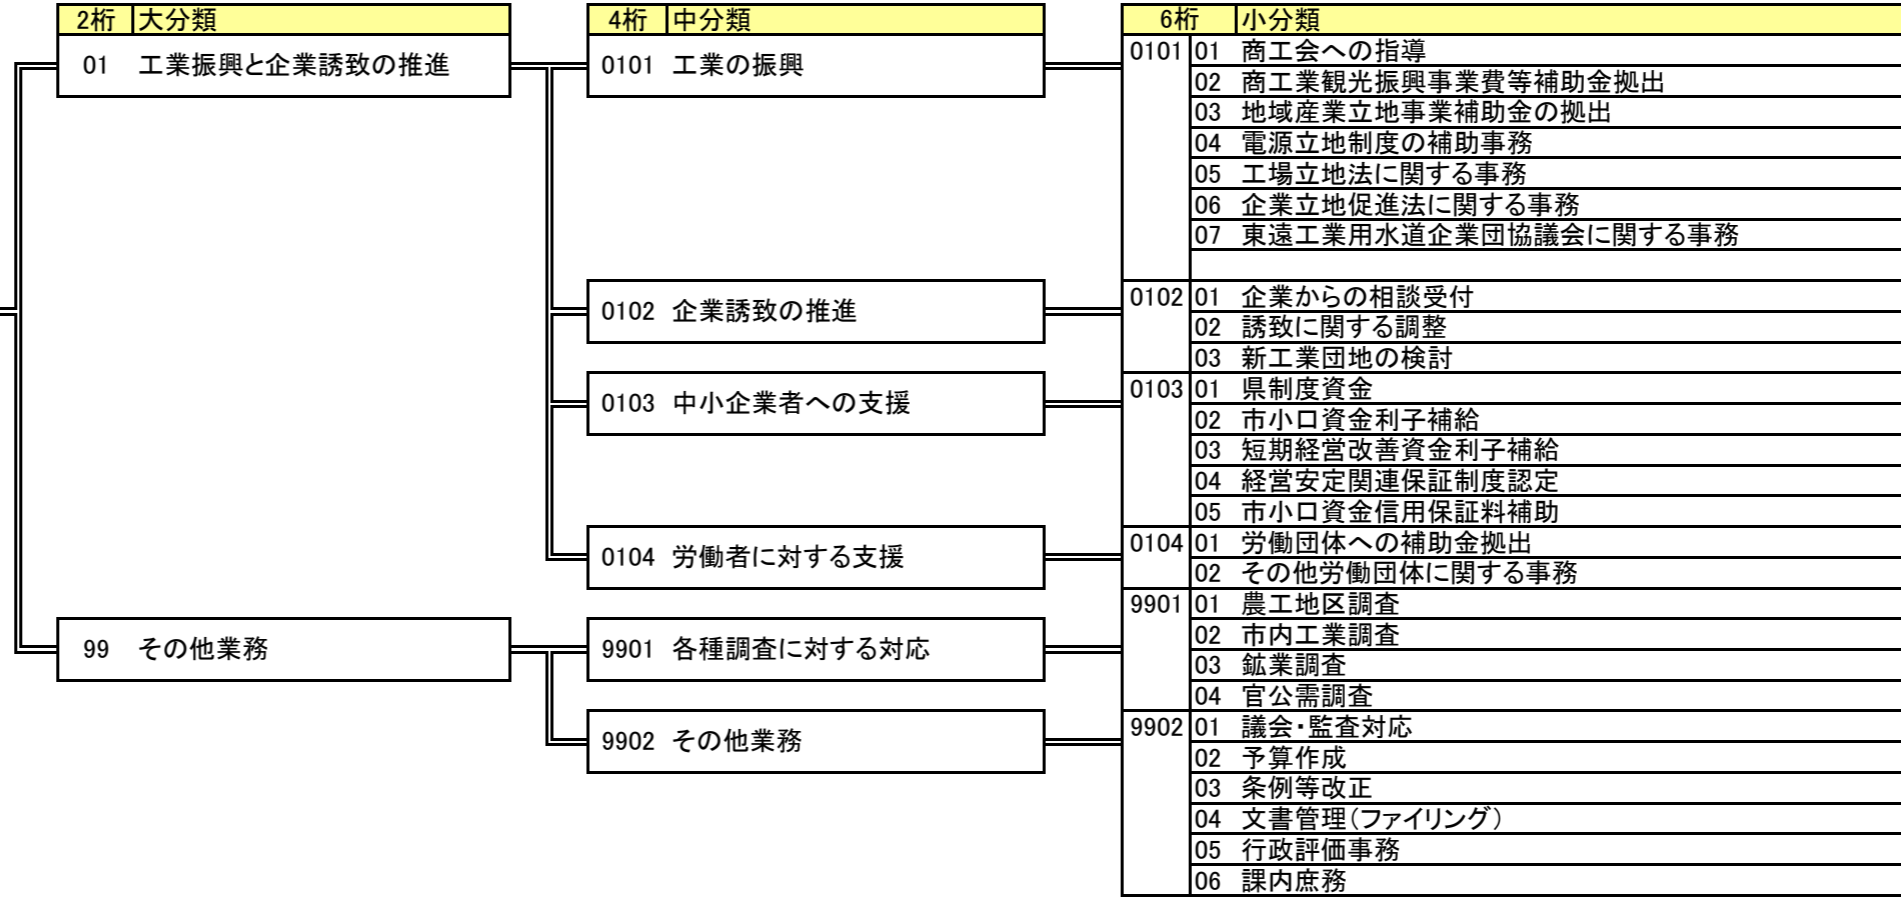 2桁 大分類 4桁 中分類 6桁 小分類
01 工業振興と企業誘致の推進 0101 工業の振興 0101 01 商工会への指導
02 商工業観光振興事業費等補助金拠出
03 地域産業立地事業補助金の拠出
04 電源立地制度の補助事務
05 工場立地法に関する事務
06 企業立地促進法に関する事務
07 東遠工業用水道企業団協議会に関する事務
0102 企業誘致の推進 0102 01 企業からの相談受付
02 誘致に関する調整
03 新工業団地の検討
0103 中小企業者への支援 0103 01 県制度資金
02 市小口資金利子補給
03 短期経営改善資金利子補給
04 経営安定関連保証制度認定
05 市小口資金信用保証料補助
0104 労働者に対する支援 0104 01 労働団体への補助金拠出
02 その他労働団体に関する事務
99 その他業務 9901 各種調査に対する対応 9901 01 農工地区調査
02 市内工業調査
03 鉱業調査
04 官公需調査
9902 その他業務 9902 01 議会・監査対応
02 予算作成
03 条例等改正
04 文書管理(ファイリング)
05 行政評価事務
06 課内庶務